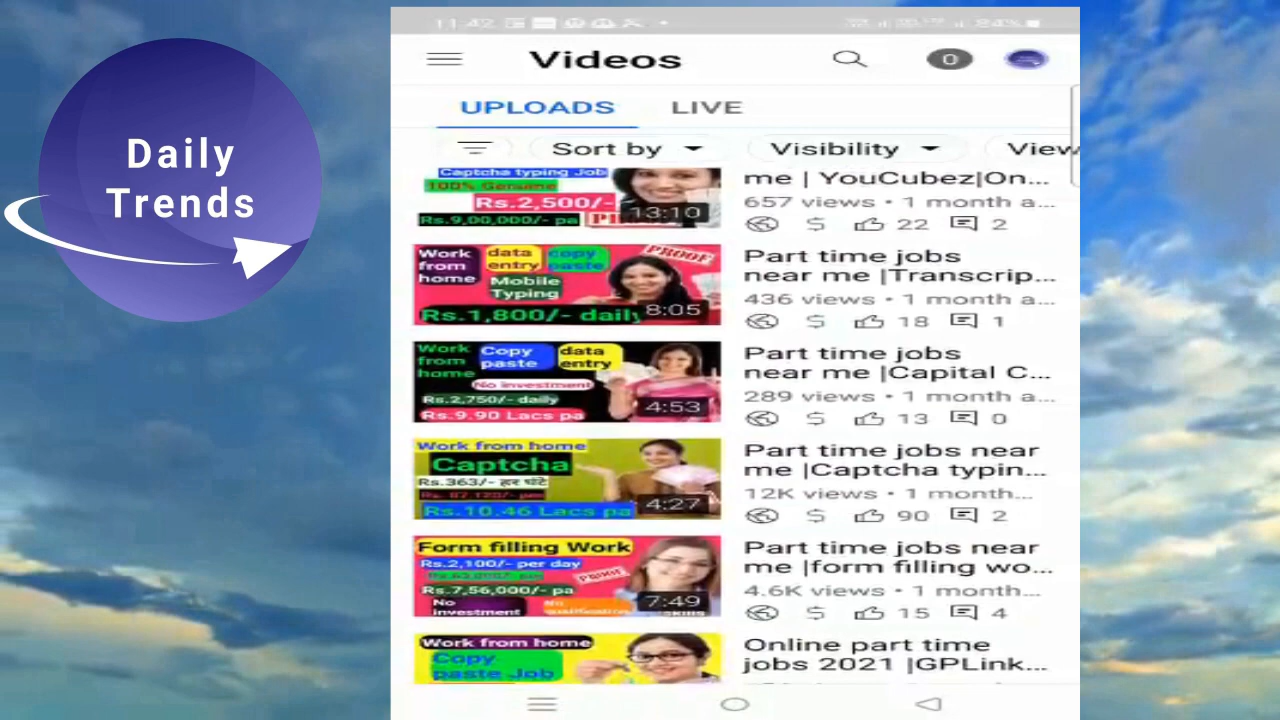 Daily
Trends
11:42
84%
Videos
0
UPLOADS
LIVE
Sort by
Visibility
View
Captcha typing Job
100% Genuine
Rs.2,500/-
Rs.9,00,000/- pa
13:10
me | YouCubez|On...
657 views • 1 month a...
$ 22 2
Work from home
data entry
copy paste
PROOF
Mobile Typing
Rs.1,800/- daily
8:05
Part time jobs
near me |Transcrip...
436 views • 1 month a...
$ 18 1
Work from home
Copy paste
data entry
No investment
Rs.2,750/- daily
Rs.9.90 Lacs pa
4:53
Part time jobs
near me |Capital C...
289 views • 1 month a...
$ 13 0
Work from home
Captcha
Rs.363/- हर घंटे
Rs.10.46 Lacs pa
4:27
Part time jobs near
me |Captcha typin...
12K views • 1 month...
$ 90 2
Form filling Work
Rs.2,100/- per day
Rs.7,56,000/- pa
No investment
7:49
Part time jobs near
me |form filling wo...
4.6K views • 1 month...
$ 15 4
Work from home
Copy
paste Job
Online part time
jobs 2021 |GPLink...